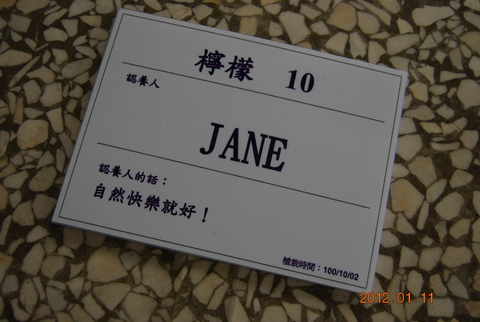 檸檬 10
認養人
JANE
認養人的話：
自然快樂就好！
植栽時間：100/10/02
2012 01 11